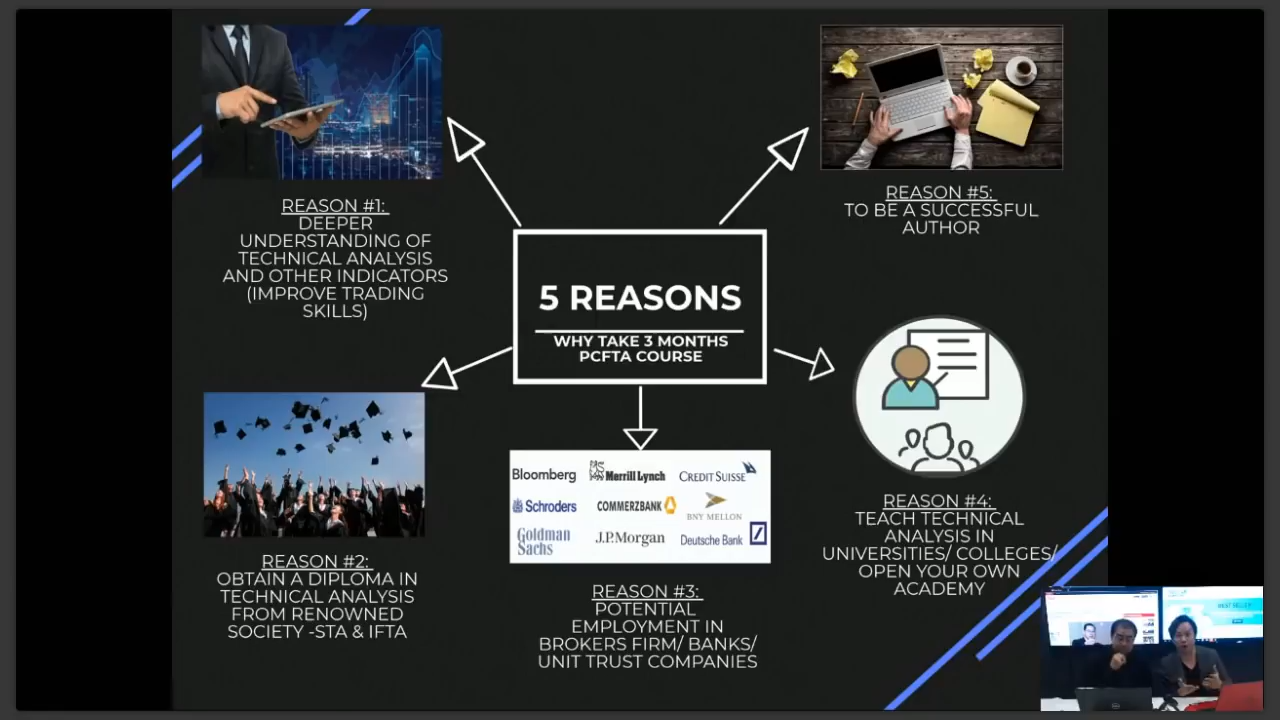 5 REASONS
WHY TAKE 3 MONTHS
PCFTA COURSE
REASON #1:
DEEPER
UNDERSTANDING OF
TECHNICAL ANALYSIS
AND OTHER INDICATORS
(IMPROVE TRADING
SKILLS)
REASON #2:
OBTAIN A DIPLOMA IN
TECHNICAL ANALYSIS
FROM RENOWNED
SOCIETY -STA & IFTA
Bloomberg
Merrill Lynch
CREDIT SUISSE
Schroders
COMMERZBANK
BNY MELLON
Goldman
Sachs
J.P.Morgan
Deutsche Bank
REASON #3:
POTENTIAL
EMPLOYMENT IN
BROKERS FIRM/ BANKS/
UNIT TRUST COMPANIES
REASON #4:
TEACH TECHNICAL
ANALYSIS IN
UNIVERSITIES/ COLLEGES/
OPEN YOUR OWN
ACADEMY
REASON #5:
TO BE A SUCCESSFUL
AUTHOR